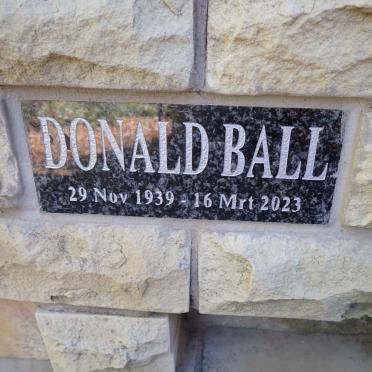 DONALD BALL
29 Nov 1939 - 16 Mrt 2023